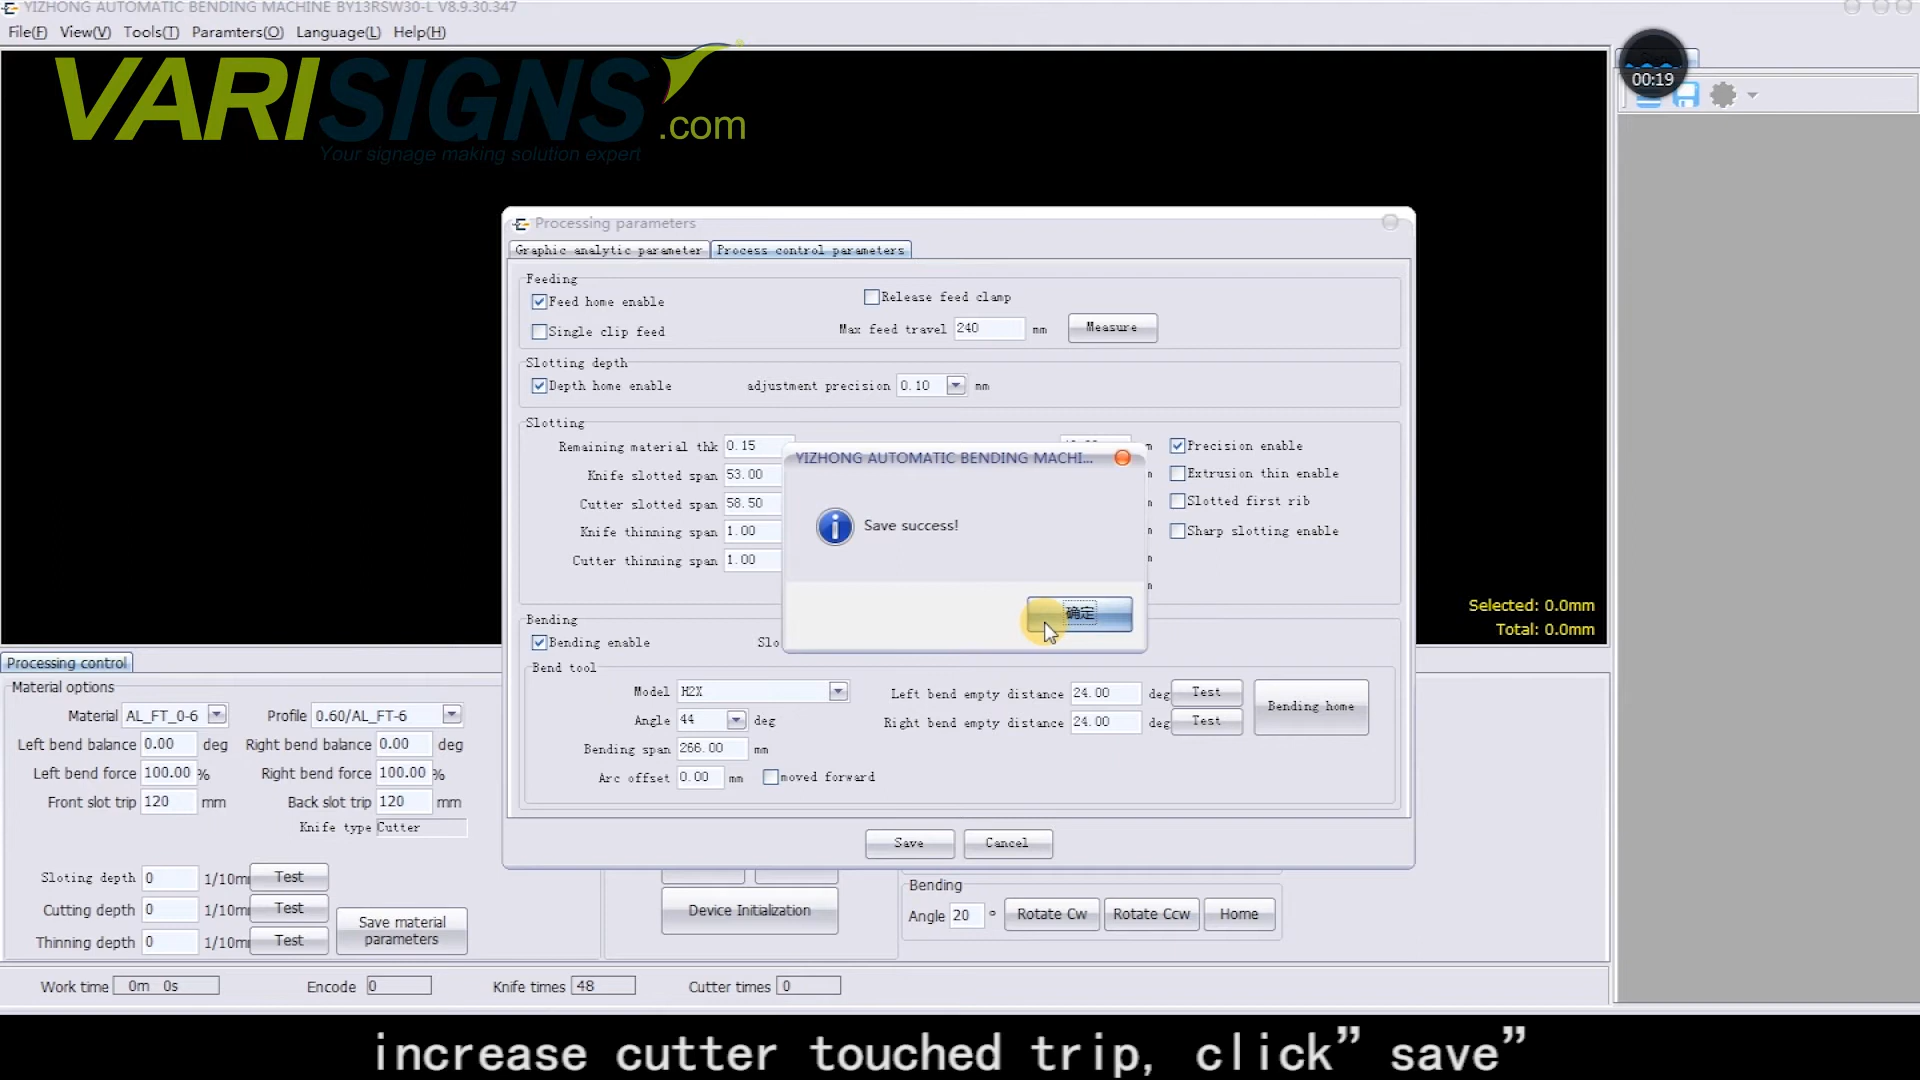 YIZHONG AUTOMATIC BENDING MACHINE BY13RSW30-L V8.9.30.347
File(F) View(V) Tools(T) Paramters(O) Language(L) Help(H)
VARISIGNS.com
Your signage making solution expert
00:19
Processing parameters
Graphic analytic parameter Process control parameters
Feeding
Feed home enable Release feed clamp
Single clip feed Max feed travel 240 mm Measure
Slotting depth
Depth home enable adjustment precision 0.10 mm
Slotting
Remaining material thk 0.15 Precision enable
Knife slotted span 53.00 Extrusion thin enable
Cutter slotted span 58.50 Slotted first rib
Knife thinning span 1.00 Sharp slotting enable
Cutter thinning span 1.00
YIZHONG AUTOMATIC BENDING MACHI...
Save success!
确定
Bending
Bending enable Slo
Bend tool
Model H2X Left bend empty distance 24.00 deg Test Bending home
Angle 44 deg Right bend empty distance 24.00 deg Test
Bending span 266.00 mm
Arc offset 0.00 mm moved forward
Save Cancel
Selected: 0.0mm
Total: 0.0mm
Processing control
Material options
Material AL_FT_0-6 Profile 0.60/AL_FT-6
Left bend balance 0.00 deg Right bend balance 0.00 deg
Left bend force 100.00 % Right bend force 100.00 %
Front slot trip 120 mm Back slot trip 120 mm
Knife type Cutter
Sloting depth 0 1/10m Test
Cutting depth 0 1/10m Test
Thinning depth 0 1/10m Test
Save material parameters
Device Initialization
Bending
Angle 20 ° Rotate Cw Rotate Ccw Home
Work time 0m 0s Encode 0 Knife times 48 Cutter times 0
increase cutter touched trip, click”save”